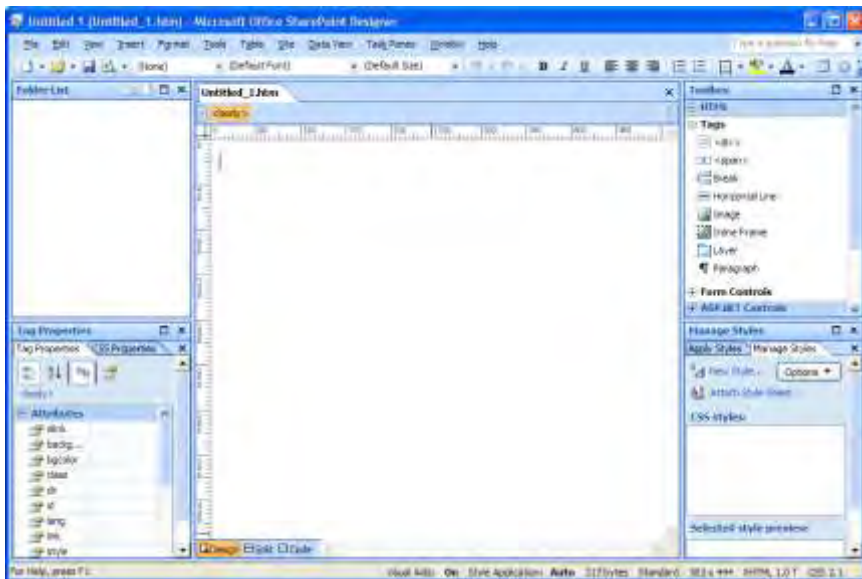 Untitled 1 (Untitled_1.htm) - Microsoft Office SharePoint Designer
File Edit View Insert Format Tools Table Site Data View Task Panes Window Help
(None) (Default Font) (Default Size) B I U A
Folder List
Untitled_1.htm
<body>
Toolbox
HTML
Tags
<div>
<span>
Break
Horizontal Line
Image
Inline Frame
Layer
Paragraph
Form Controls
ASP.NET Controls
Tag Properties
Tag Properties CSS Properties
<body>
Attributes
alink
backg...
bgcolor
class
dir
id
lang
link
style
Manage Styles
Apply Styles Manage Styles
New Style... Options
Attach Style Sheet...
CSS styles:
Selected style preview:
Design Split Code
For Help, press F1
Visual Aids: On Style Application: Auto Standard XHTML 1.0 T CSS 2.1